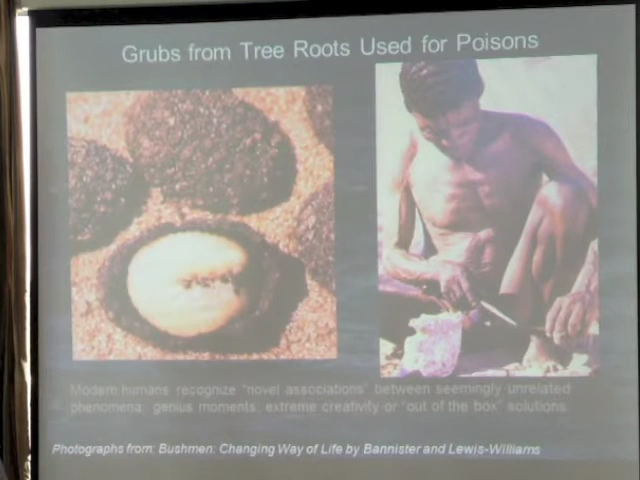 Grubs from Tree Roots Used for Poisons
Modern humans recognize "novel associations" between seemingly unrelated
phenomena; genius moments; extreme creativity or "out of the box" solutions.
Photographs from: Bushmen: Changing Way of Life by Bannister and Lewis-Williams